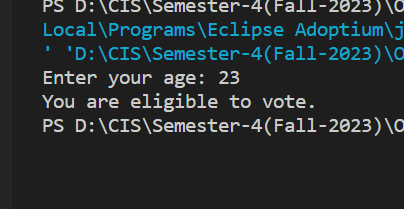 PS D:\CIS\Semester-4(Fall-2023)\O
Local\Programs\Eclipse Adoptium\j
' 'D:\CIS\Semester-4(Fall-2023)\O
Enter your age: 23
You are eligible to vote.
PS D:\CIS\Semester-4(Fall-2023)\O